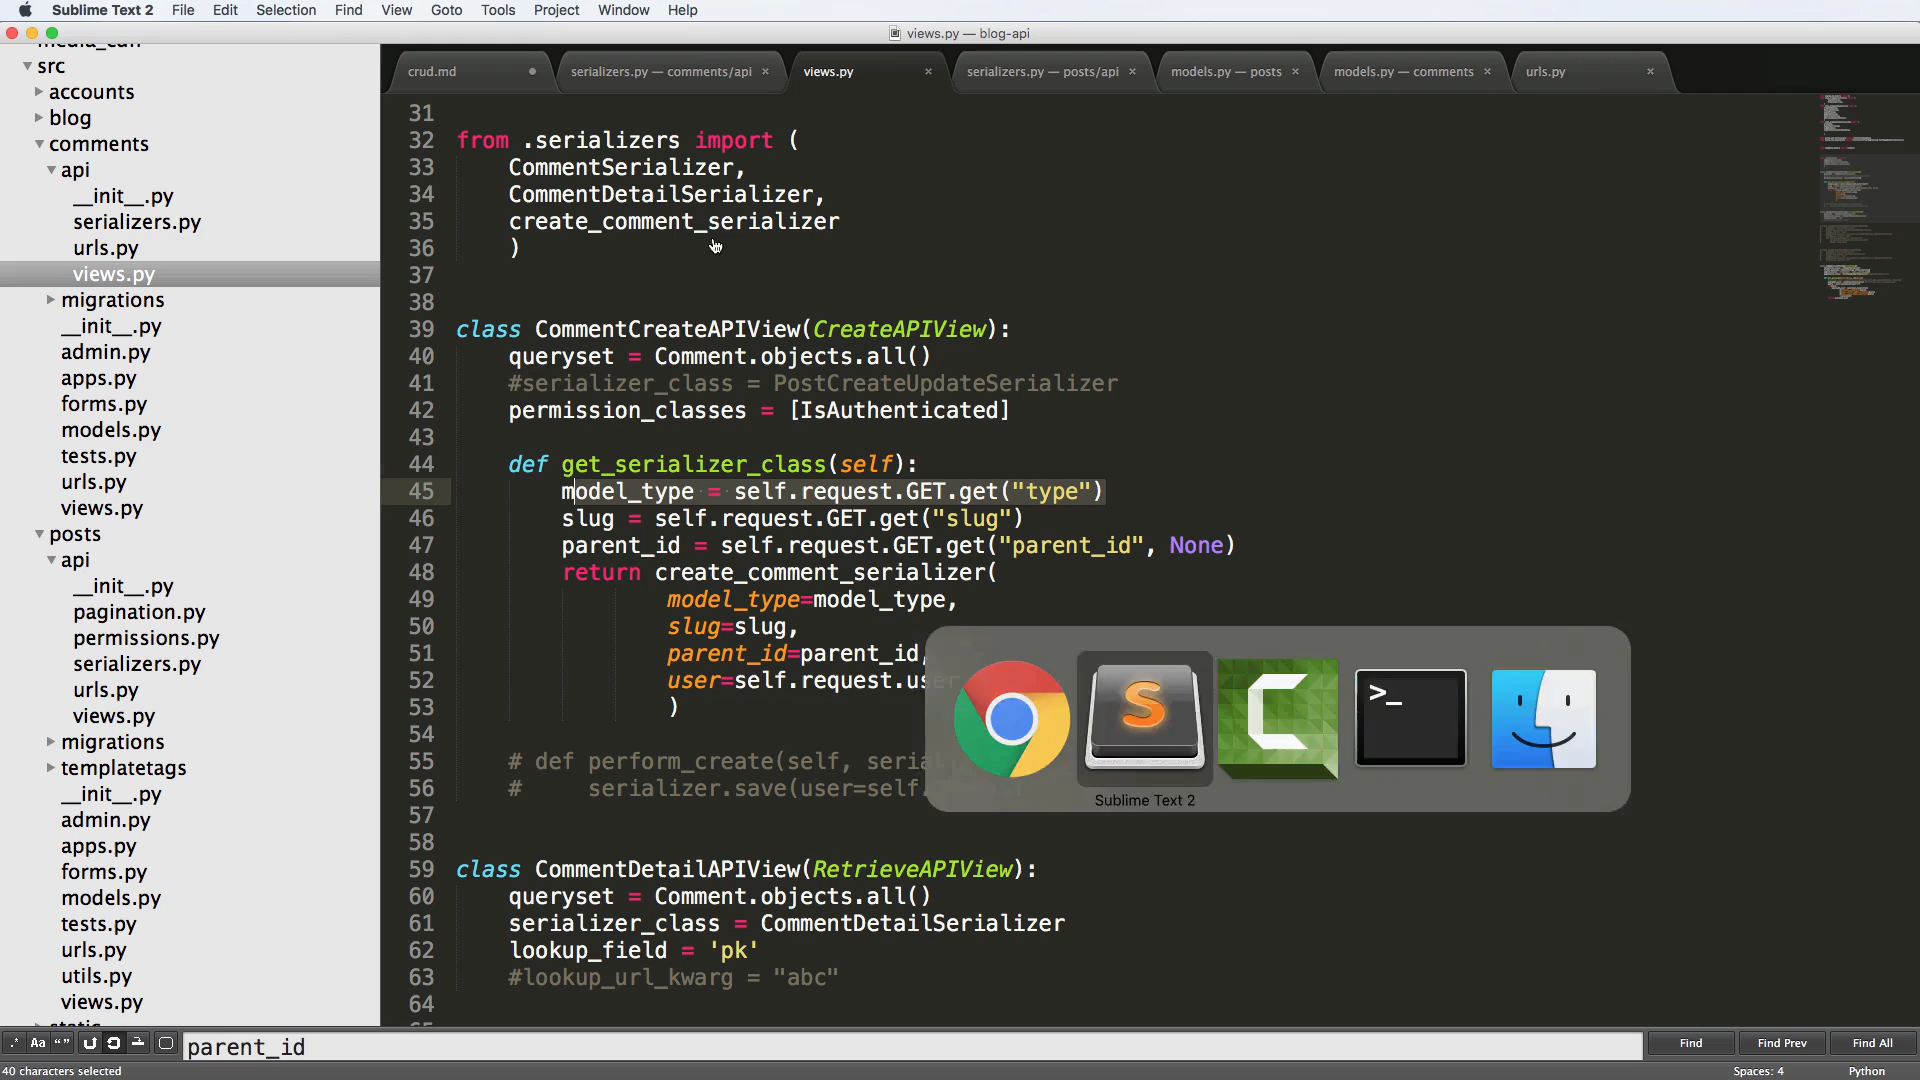 Sublime Text 2 File Edit Selection Find View Goto Tools Project Window Help
views.py — blog-api
src
accounts
blog
comments
api
__init__.py
serializers.py
urls.py
views.py
migrations
__init__.py
admin.py
apps.py
forms.py
models.py
tests.py
urls.py
views.py
posts
api
__init__.py
pagination.py
permissions.py
serializers.py
urls.py
views.py
migrations
templatetags
__init__.py
admin.py
apps.py
forms.py
models.py
tests.py
urls.py
utils.py
views.py
crud.md serializers.py — comments/api views.py serializers.py — posts/api models.py — posts models.py — comments urls.py
31
32 from .serializers import (
33 CommentSerializer,
34 CommentDetailSerializer,
35 create_comment_serializer
36 )
37
38
39 class CommentCreateAPIView(CreateAPIView):
40 queryset = Comment.objects.all()
41 #serializer_class = PostCreateUpdateSerializer
42 permission_classes = [IsAuthenticated]
43
44 def get_serializer_class(self):
45 model_type = self.request.GET.get("type")
46 slug = self.request.GET.get("slug")
47 parent_id = self.request.GET.get("parent_id", None)
48 return create_comment_serializer(
49 model_type=model_type,
50 slug=slug,
51 parent_id=parent_id,
52 user=self.request.user
53 )
54
55 # def perform_create(self, serial
56 # serializer.save(user=self.
57
58
59 class CommentDetailAPIView(RetrieveAPIView):
60 queryset = Comment.objects.all()
61 serializer_class = CommentDetailSerializer
62 lookup_field = 'pk'
63 #lookup_url_kwarg = "abc"
64
S
C
>_
Sublime Text 2
.* Aa “” parent_id Find Find Prev Find All
40 characters selected Spaces: 4 Python